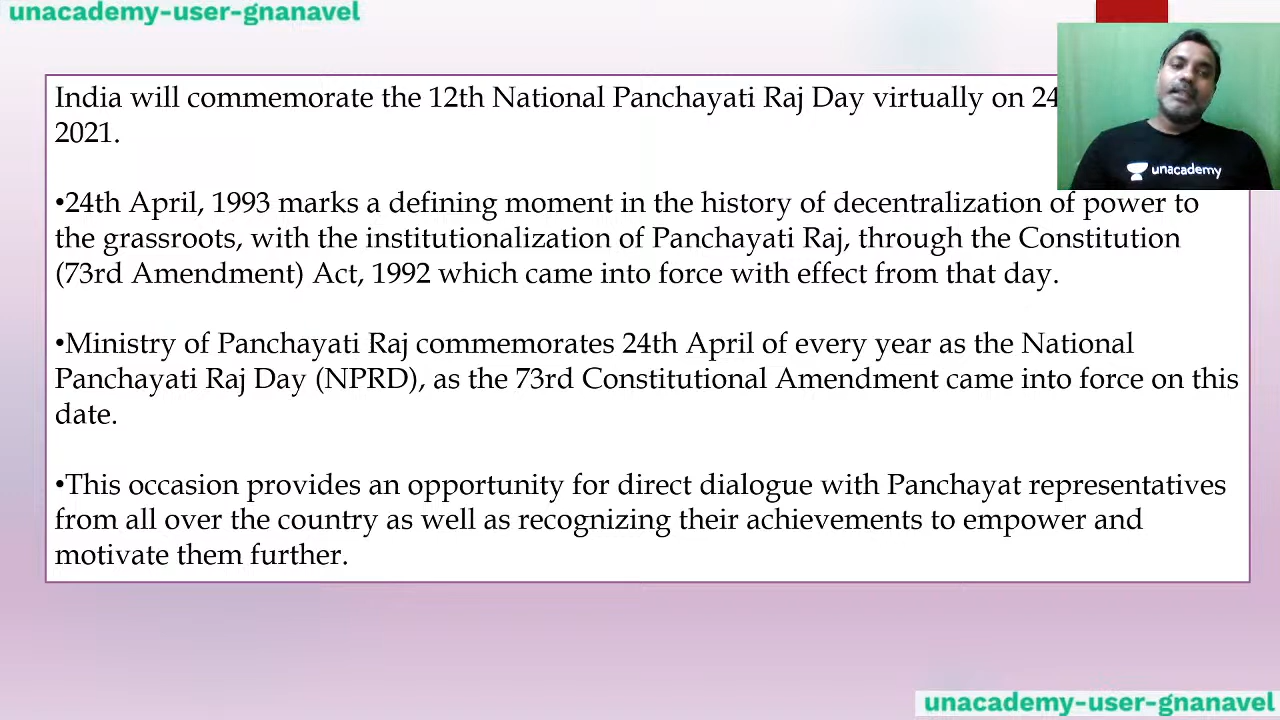 unacademy-user-gnanavel
India will commemorate the 12th National Panchayati Raj Day virtually on 24
2021.
•24th April, 1993 marks a defining moment in the history of decentralization of power to
the grassroots, with the institutionalization of Panchayati Raj, through the Constitution
(73rd Amendment) Act, 1992 which came into force with effect from that day.
•Ministry of Panchayati Raj commemorates 24th April of every year as the National
Panchayati Raj Day (NPRD), as the 73rd Constitutional Amendment came into force on this
date.
•This occasion provides an opportunity for direct dialogue with Panchayat representatives
from all over the country as well as recognizing their achievements to empower and
motivate them further.
unacademy
unacademy-user-gnanavel